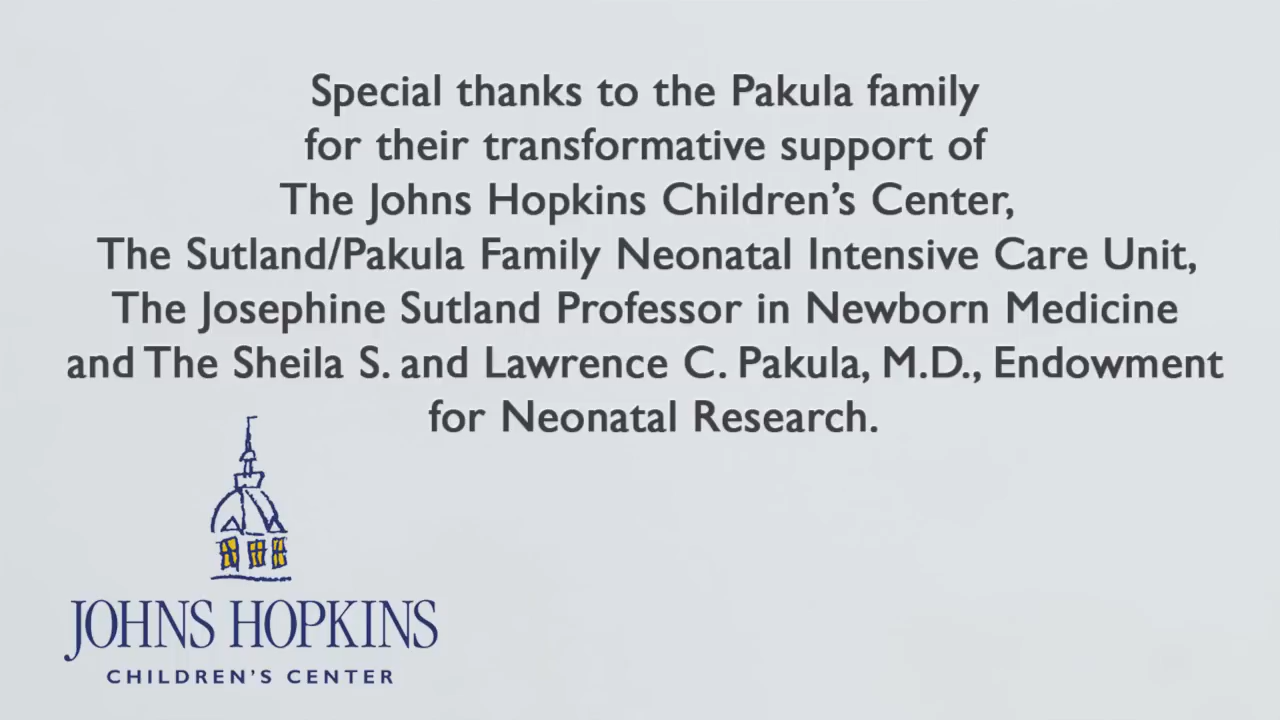 Special thanks to the Pakula family
for their transformative support of
The Johns Hopkins Children’s Center,
The Sutland/Pakula Family Neonatal Intensive Care Unit,
The Josephine Sutland Professor in Newborn Medicine
and The Sheila S. and Lawrence C. Pakula, M.D., Endowment
for Neonatal Research.
JOHNS HOPKINS
CHILDREN’S CENTER